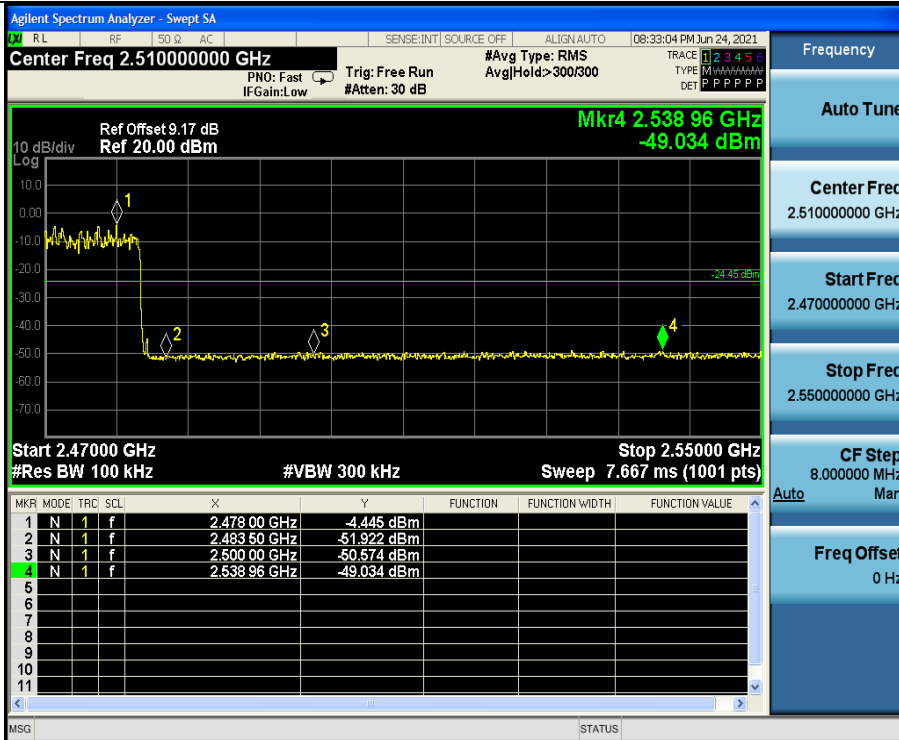 Agilent Spectrum Analyzer - Swept SA
LXI RL RF 50 Ω AC SENSE:INT SOURCE OFF ALIGN AUTO 08:33:04 PM Jun 24, 2021
Center Freq 2.510000000 GHz
PNO: Fast
IFGain:Low
Trig: Free Run
#Atten: 30 dB
#Avg Type: RMS
Avg|Hold:>300/300
TRACE 1 2 3 4 5 6
TYPE M
DET P P P P P P
Mkr4 2.538 96 GHz
-49.034 dBm
Ref Offset 9.17 dB
10 dB/div Ref 20.00 dBm
Log
10.0
0.00
-10.0
-20.0
-30.0
-40.0
-50.0
-60.0
-70.0
1
2
3
4
-24.45 dBm
Start 2.47000 GHz Stop 2.55000 GHz
#Res BW 100 kHz #VBW 300 kHz Sweep 7.667 ms (1001 pts)
MKR MODE TRC SCL X Y FUNCTION FUNCTION WIDTH FUNCTION VALUE
1 N 1 f 2.478 00 GHz -4.445 dBm
2 N 1 f 2.483 50 GHz -51.922 dBm
3 N 1 f 2.500 00 GHz -50.574 dBm
4 N 1 f 2.538 96 GHz -49.034 dBm
5
6
7
8
9
10
11
MSG STATUS
Frequency
Auto Tune
Center Freq
2.510000000 GHz
Start Freq
2.470000000 GHz
Stop Freq
2.550000000 GHz
CF Step
8.000000 MHz
Auto Man
Freq Offset
0 Hz